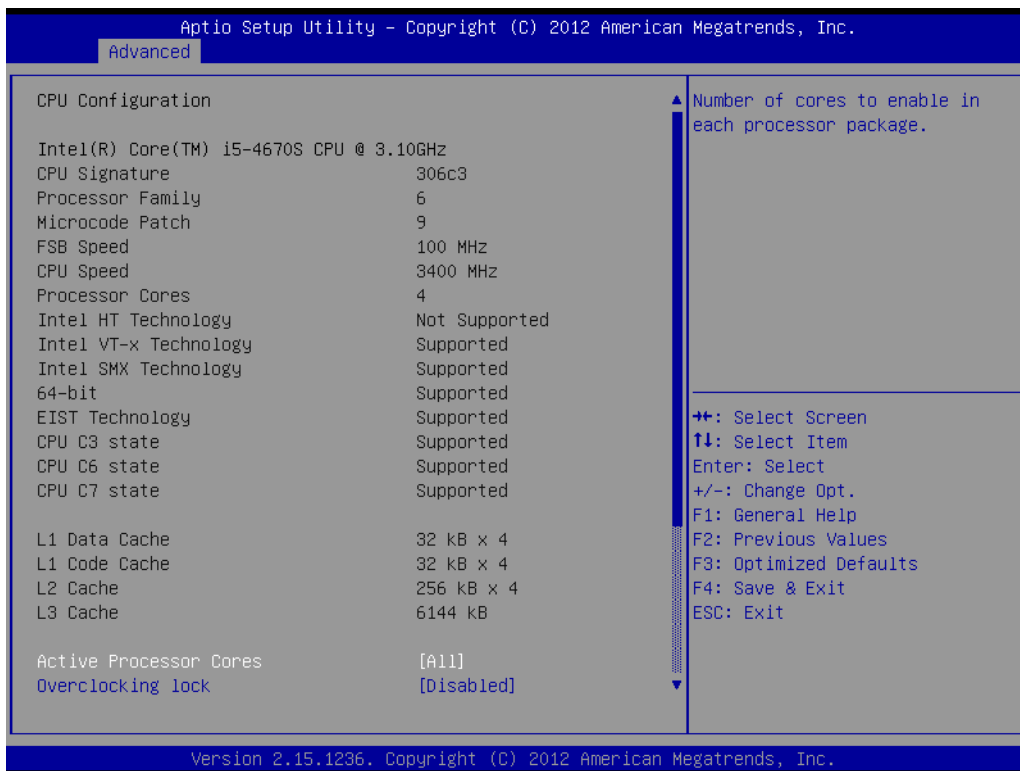 Aptio Setup Utility – Copyright (C) 2012 American Megatrends, Inc.
Advanced
CPU Configuration
Intel(R) Core(TM) i5-4670S CPU @ 3.10GHz
CPU Signature 306c3
Processor Family 6
Microcode Patch 9
FSB Speed 100 MHz
CPU Speed 3400 MHz
Processor Cores 4
Intel HT Technology Not Supported
Intel VT-x Technology Supported
Intel SMX Technology Supported
64-bit Supported
EIST Technology Supported
CPU C3 state Supported
CPU C6 state Supported
CPU C7 state Supported
L1 Data Cache 32 kB x 4
L1 Code Cache 32 kB x 4
L2 Cache 256 kB x 4
L3 Cache 6144 kB
Active Processor Cores [All]
Overclocking lock [Disabled]
Number of cores to enable in
each processor package.
→←: Select Screen
↑↓: Select Item
Enter: Select
+/-: Change Opt.
F1: General Help
F2: Previous Values
F3: Optimized Defaults
F4: Save & Exit
ESC: Exit
Version 2.15.1236. Copyright (C) 2012 American Megatrends, Inc.